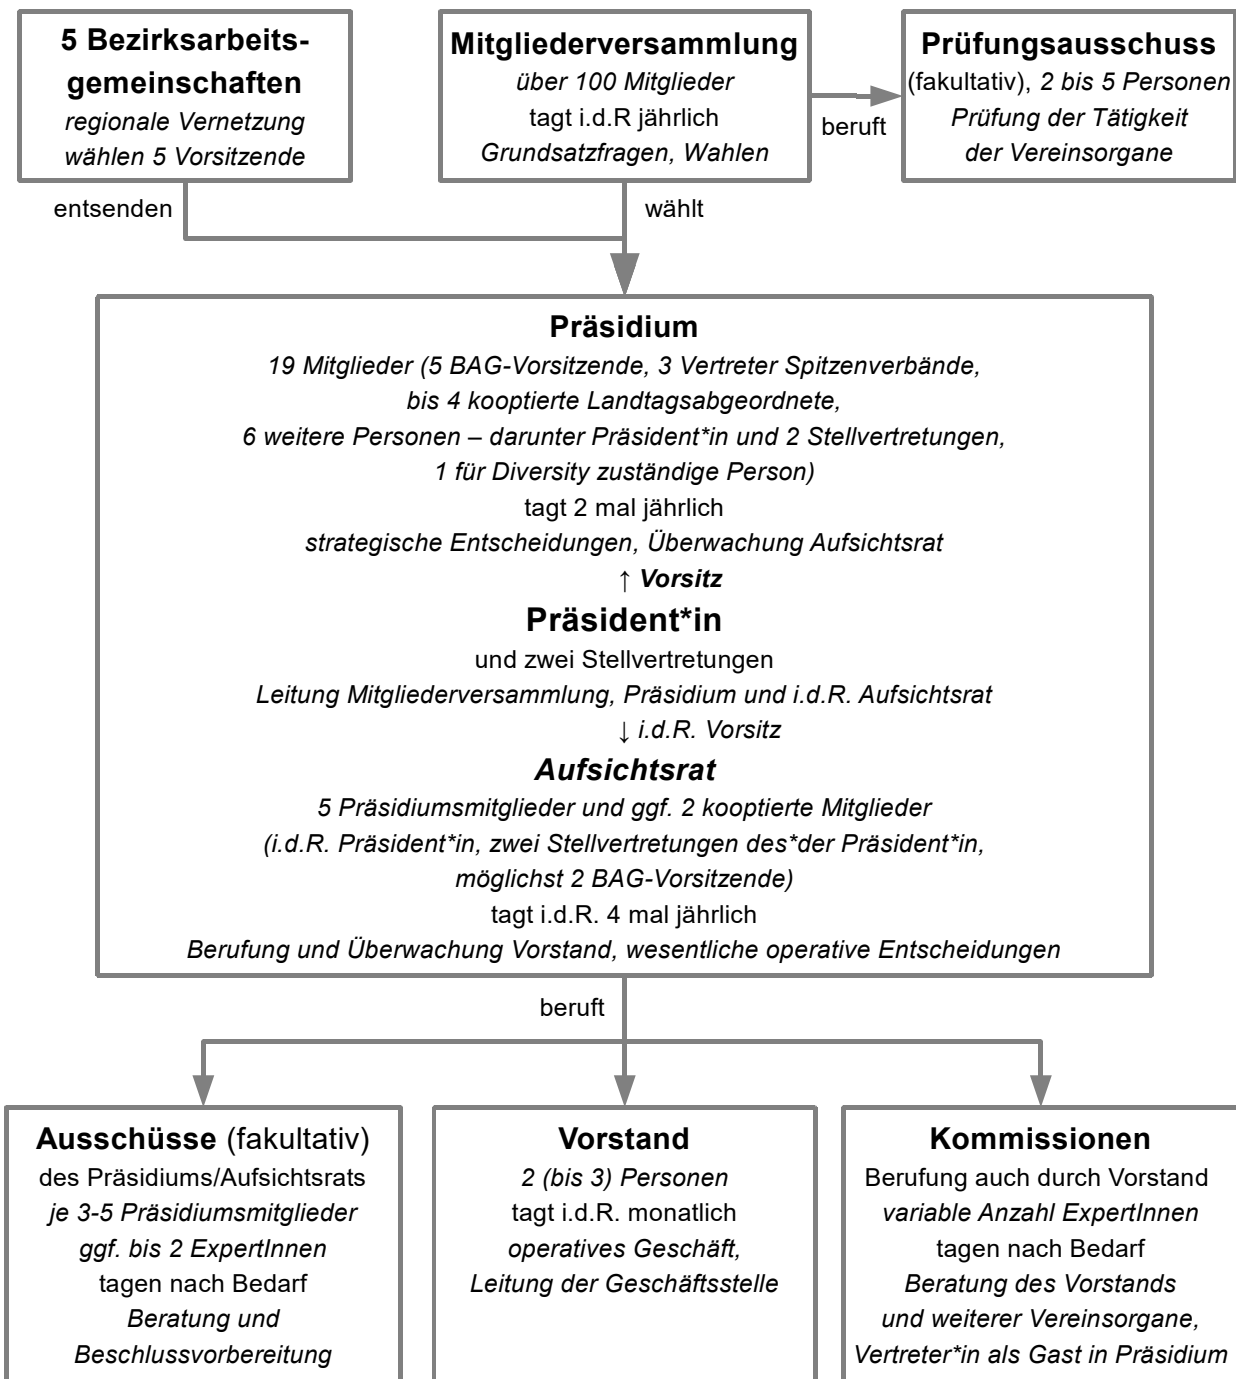 5 Bezirksarbeits-
gemeinschaften
regionale Vernetzung
wählen 5 Vorsitzende
Mitgliederversammlung
über 100 Mitglieder
tagt i.d.R jährlich
Grundsatzfragen, Wahlen
beruft
Prüfungsausschuss
(fakultativ), 2 bis 5 Personen
Prüfung der Tätigkeit
der Vereinsorgane
entsenden
wählt
Präsidium
19 Mitglieder (5 BAG-Vorsitzende, 3 Vertreter Spitzenverbände,
bis 4 kooptierte Landtagsabgeordnete,
6 weitere Personen – darunter Präsident*in und 2 Stellvertretungen,
1 für Diversity zuständige Person)
tagt 2 mal jährlich
strategische Entscheidungen, Überwachung Aufsichtsrat
↑ Vorsitz
Präsident*in
und zwei Stellvertretungen
Leitung Mitgliederversammlung, Präsidium und i.d.R. Aufsichtsrat
↓ i.d.R. Vorsitz
Aufsichtsrat
5 Präsidiumsmitglieder und ggf. 2 kooptierte Mitglieder
(i.d.R. Präsident*in, zwei Stellvertretungen des*der Präsident*in,
möglichst 2 BAG-Vorsitzende)
tagt i.d.R. 4 mal jährlich
Berufung und Überwachung Vorstand, wesentliche operative Entscheidungen
beruft
Ausschüsse (fakultativ)
des Präsidiums/Aufsichtsrats
je 3-5 Präsidiumsmitglieder
ggf. bis 2 ExpertInnen
tagen nach Bedarf
Beratung und
Beschlussvorbereitung
Vorstand
2 (bis 3) Personen
tagt i.d.R. monatlich
operatives Geschäft,
Leitung der Geschäftsstelle
Kommissionen
Berufung auch durch Vorstand
variable Anzahl ExpertInnen
tagen nach Bedarf
Beratung des Vorstands
und weiterer Vereinsorgane,
Vertreter*in als Gast in Präsidium